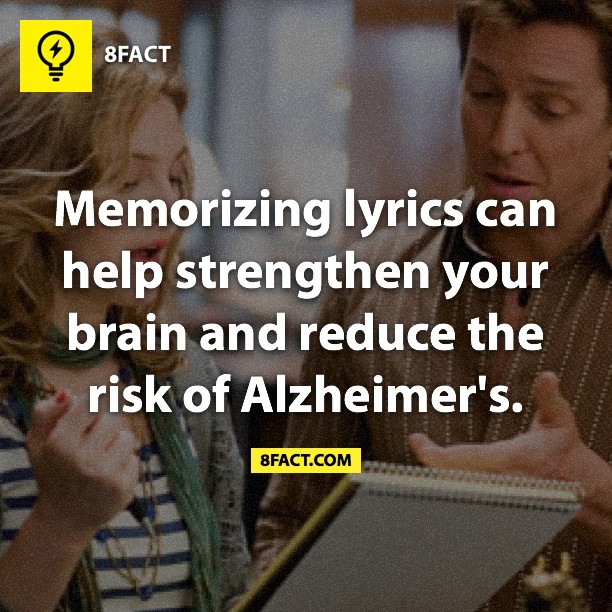 8FACT
Memorizing lyrics can
help strengthen your
brain and reduce the
risk of Alzheimer's.
8FACT.COM